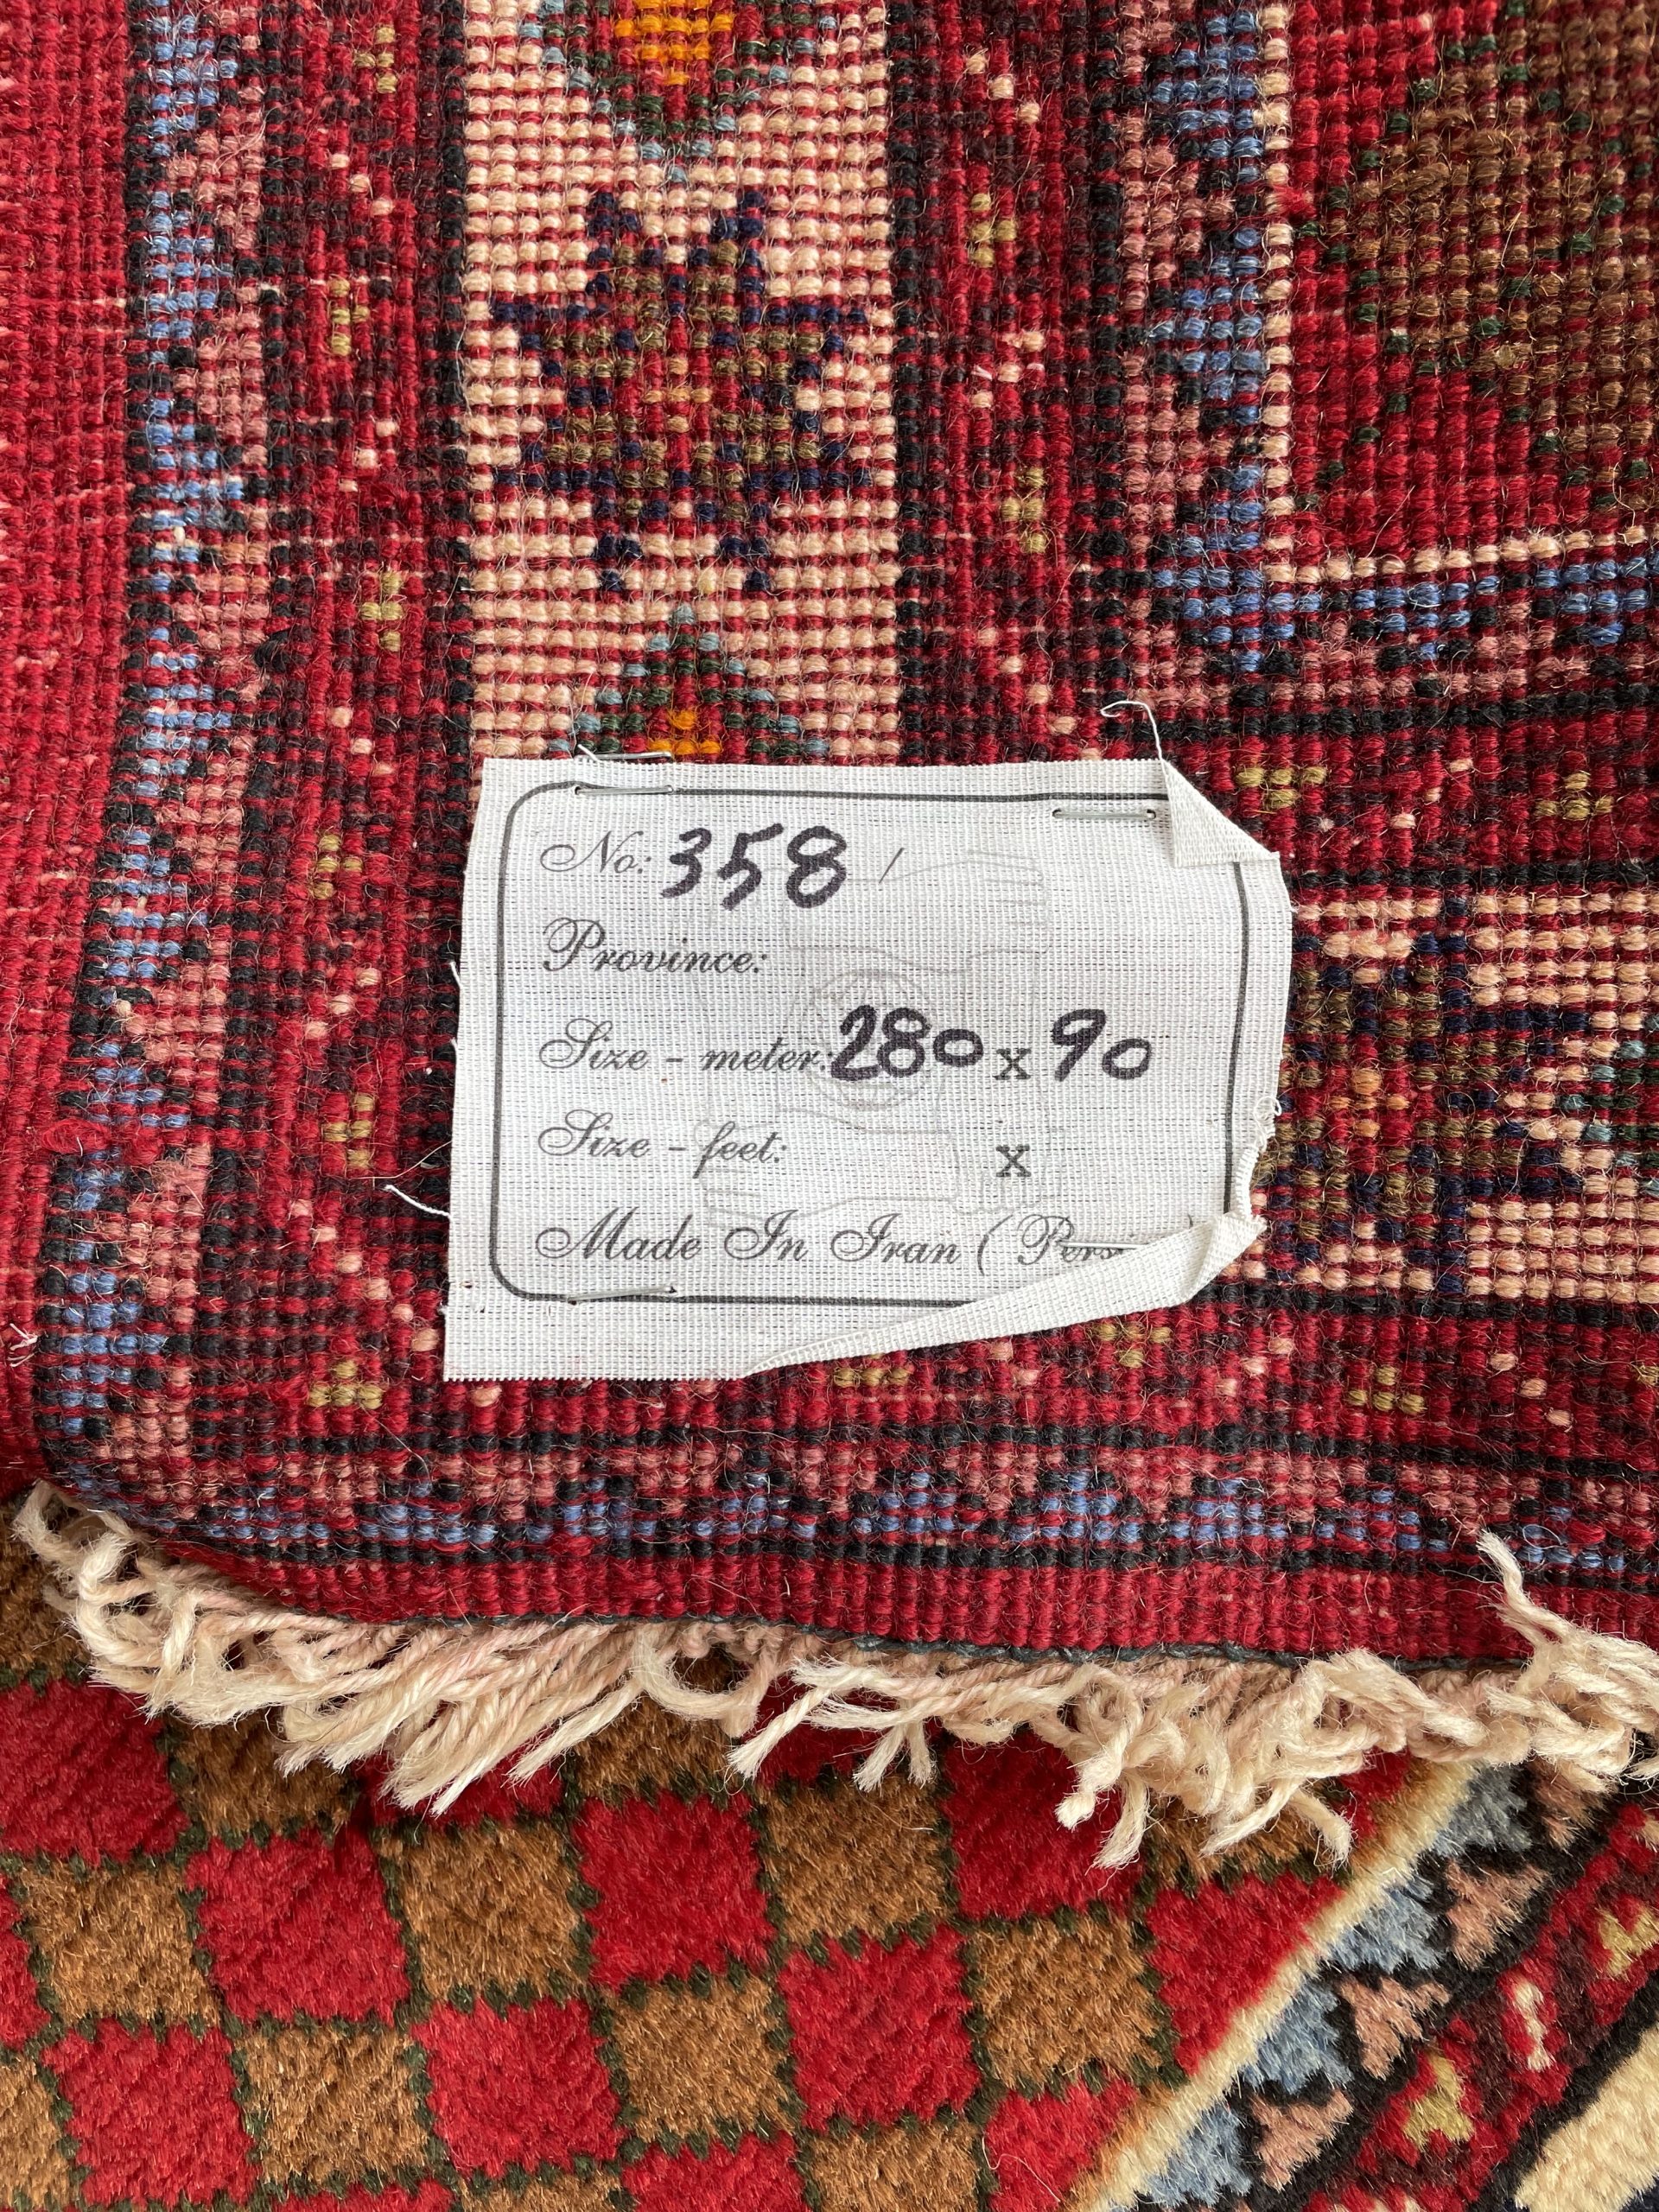 No: 358 /
Province:
Size - meter: 280 x 90
Size - feet: x
Made In Iran (